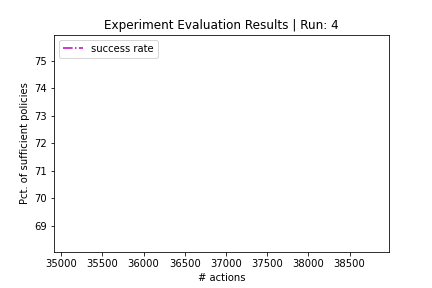 Experiment Evaluation Results | Run: 4
success rate
Pct. of sufficient policies
75
74
73
72
71
70
69
35000 35500 36000 36500 37000 37500 38000 38500
# actions